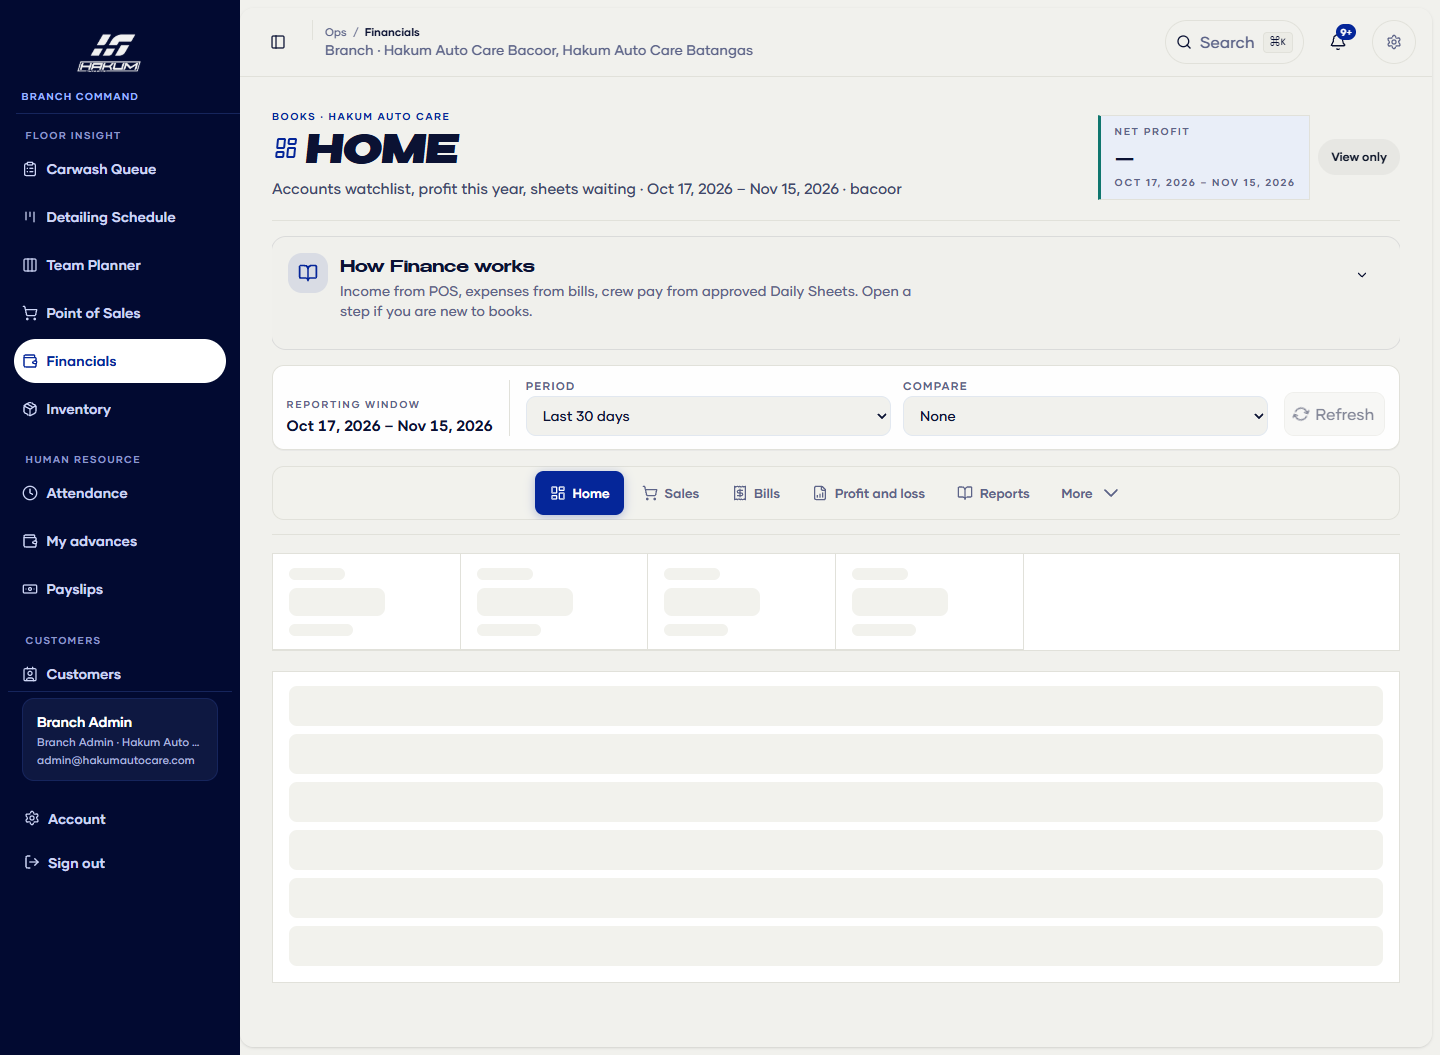 HAKUM
BRANCH COMMAND
FLOOR INSIGHT
Carwash Queue
Detailing Schedule
Team Planner
Point of Sales
Financials
Inventory
HUMAN RESOURCE
Attendance
My advances
Payslips
CUSTOMERS
Customers
Branch Admin
Branch Admin · Hakum Auto ...
admin@hakumautocare.com
Account
Sign out
Ops / Financials
Branch · Hakum Auto Care Bacoor, Hakum Auto Care Batangas
Search ⌘K
9+
BOOKS · HAKUM AUTO CARE
HOME
Accounts watchlist, profit this year, sheets waiting · Oct 17, 2026 – Nov 15, 2026 · bacoor
NET PROFIT
—
OCT 17, 2026 – NOV 15, 2026
View only
How Finance works
Income from POS, expenses from bills, crew pay from approved Daily Sheets. Open a
step if you are new to books.
REPORTING WINDOW
Oct 17, 2026 – Nov 15, 2026
PERIOD
Last 30 days
COMPARE
None
Refresh
Home
Sales
Bills
Profit and loss
Reports
More